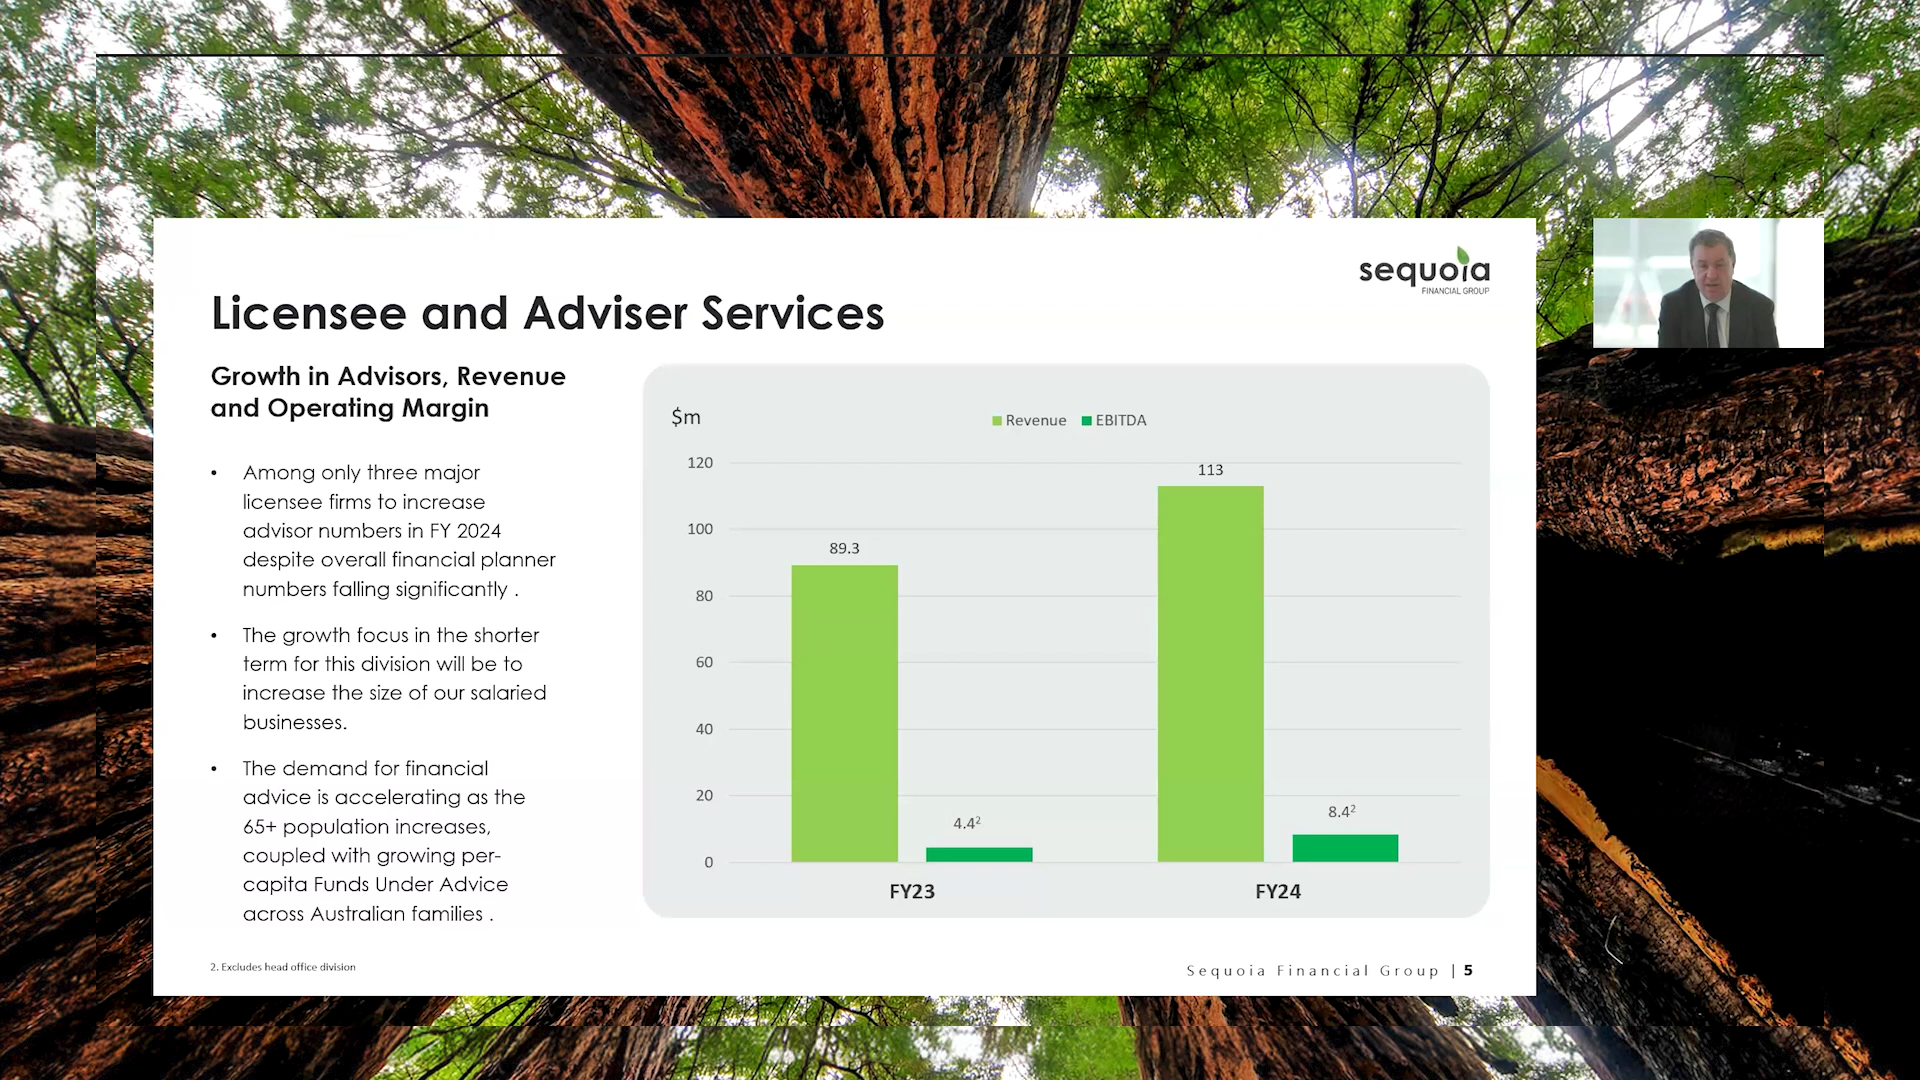 sequoia
FINANCIAL GROUP
Licensee and Adviser Services
Growth in Advisors, Revenue
and Operating Margin
• Among only three major
licensee firms to increase
advisor numbers in FY 2024
despite overall financial planner
numbers falling significantly .
• The growth focus in the shorter
term for this division will be to
increase the size of our salaried
businesses.
• The demand for financial
advice is accelerating as the
65+ population increases,
coupled with growing per-
capita Funds Under Advice
across Australian families .
$m
Revenue EBITDA
120
100
80
60
40
20
0
89.3
4.4²
113
8.4²
FY23
FY24
2. Excludes head office division
Sequoia Financial Group | 5